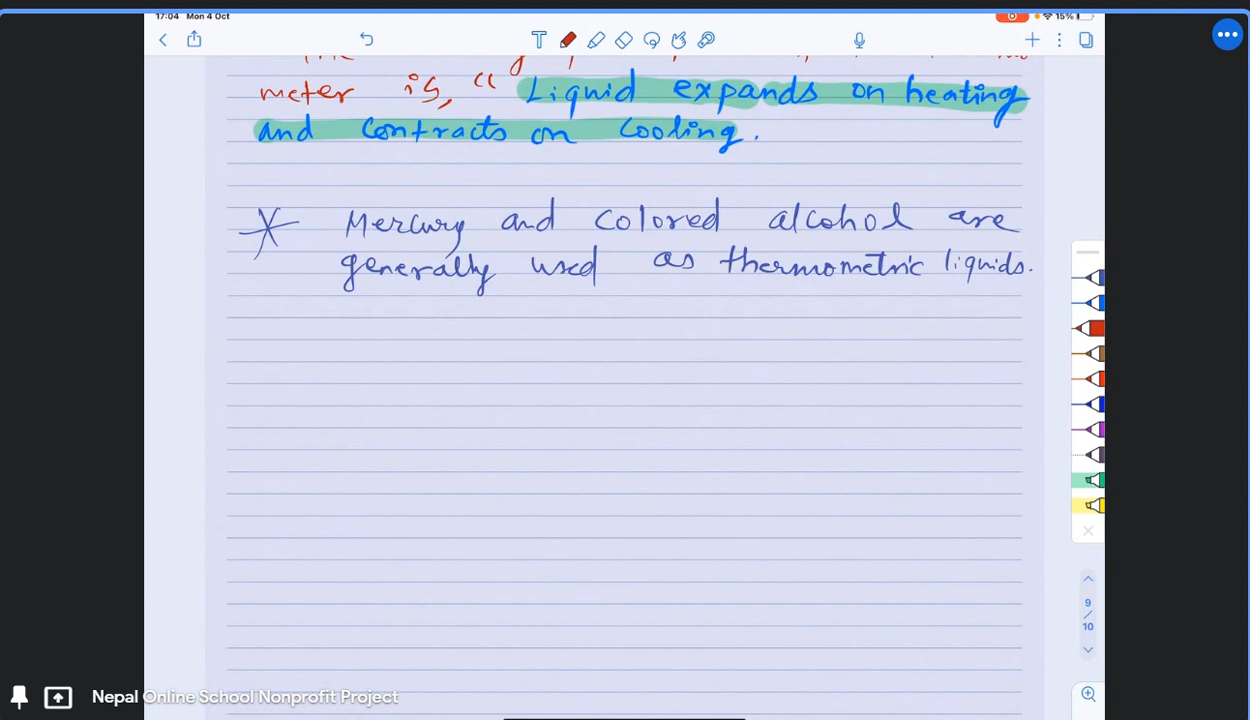 17:04 Mon 4 Oct
15%
meter is, “ Liquid expands on heating
and contracts on cooling.
Mercury and colored alcohol are
generally used as thermometric liquids.
9
/
10
Nepal Online School Nonprofit Project